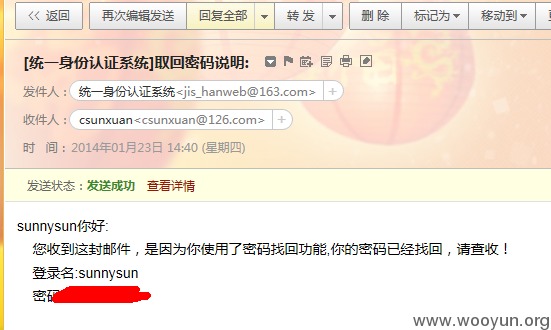 << 返回 再次编辑发送 回复全部 转 发 删 除 标记为 移动到
[统一身份认证系统]取回密码说明:
发件人： 统一身份认证系统<jis_hanweb@163.com> +
收件人： csunxuan<csunxuan@126.com> +
时 间： 2014年01月23日 14:40 (星期四)
发送状态：发送成功 查看详情
sunnysun你好:
您收到这封邮件，是因为你使用了密码找回功能,你的密码已经找回，请查收！
登录名:sunnysun
密码
www.wooyun.org